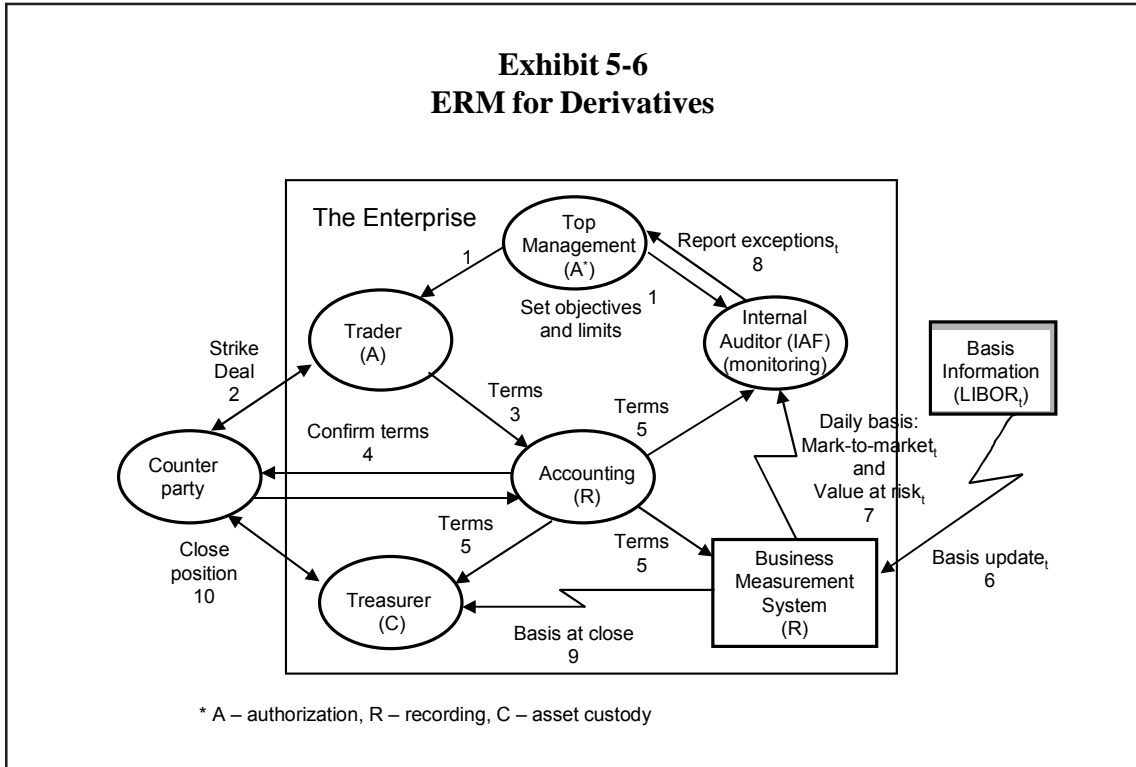 Exhibit 5-6
ERM for Derivatives
The Enterprise
Top
Management
(A*)
Report exceptionsₜ
8
1
1
Set objectives
and limits
Trader
(A)
Internal
Auditor (IAF)
(monitoring)
Basis
Information
(LIBORₜ)
Strike
Deal
2
Terms
3
Terms
5
Daily basis:
Mark-to-marketₜ
and
Value at riskₜ
7
Confirm terms
4
Counter
party
Accounting
(R)
Close
position
10
Terms
5
Terms
5
Basis updateₜ
6
Treasurer
(C)
Business
Measurement
System
(R)
Basis at close
9
* A – authorization, R – recording, C – asset custody